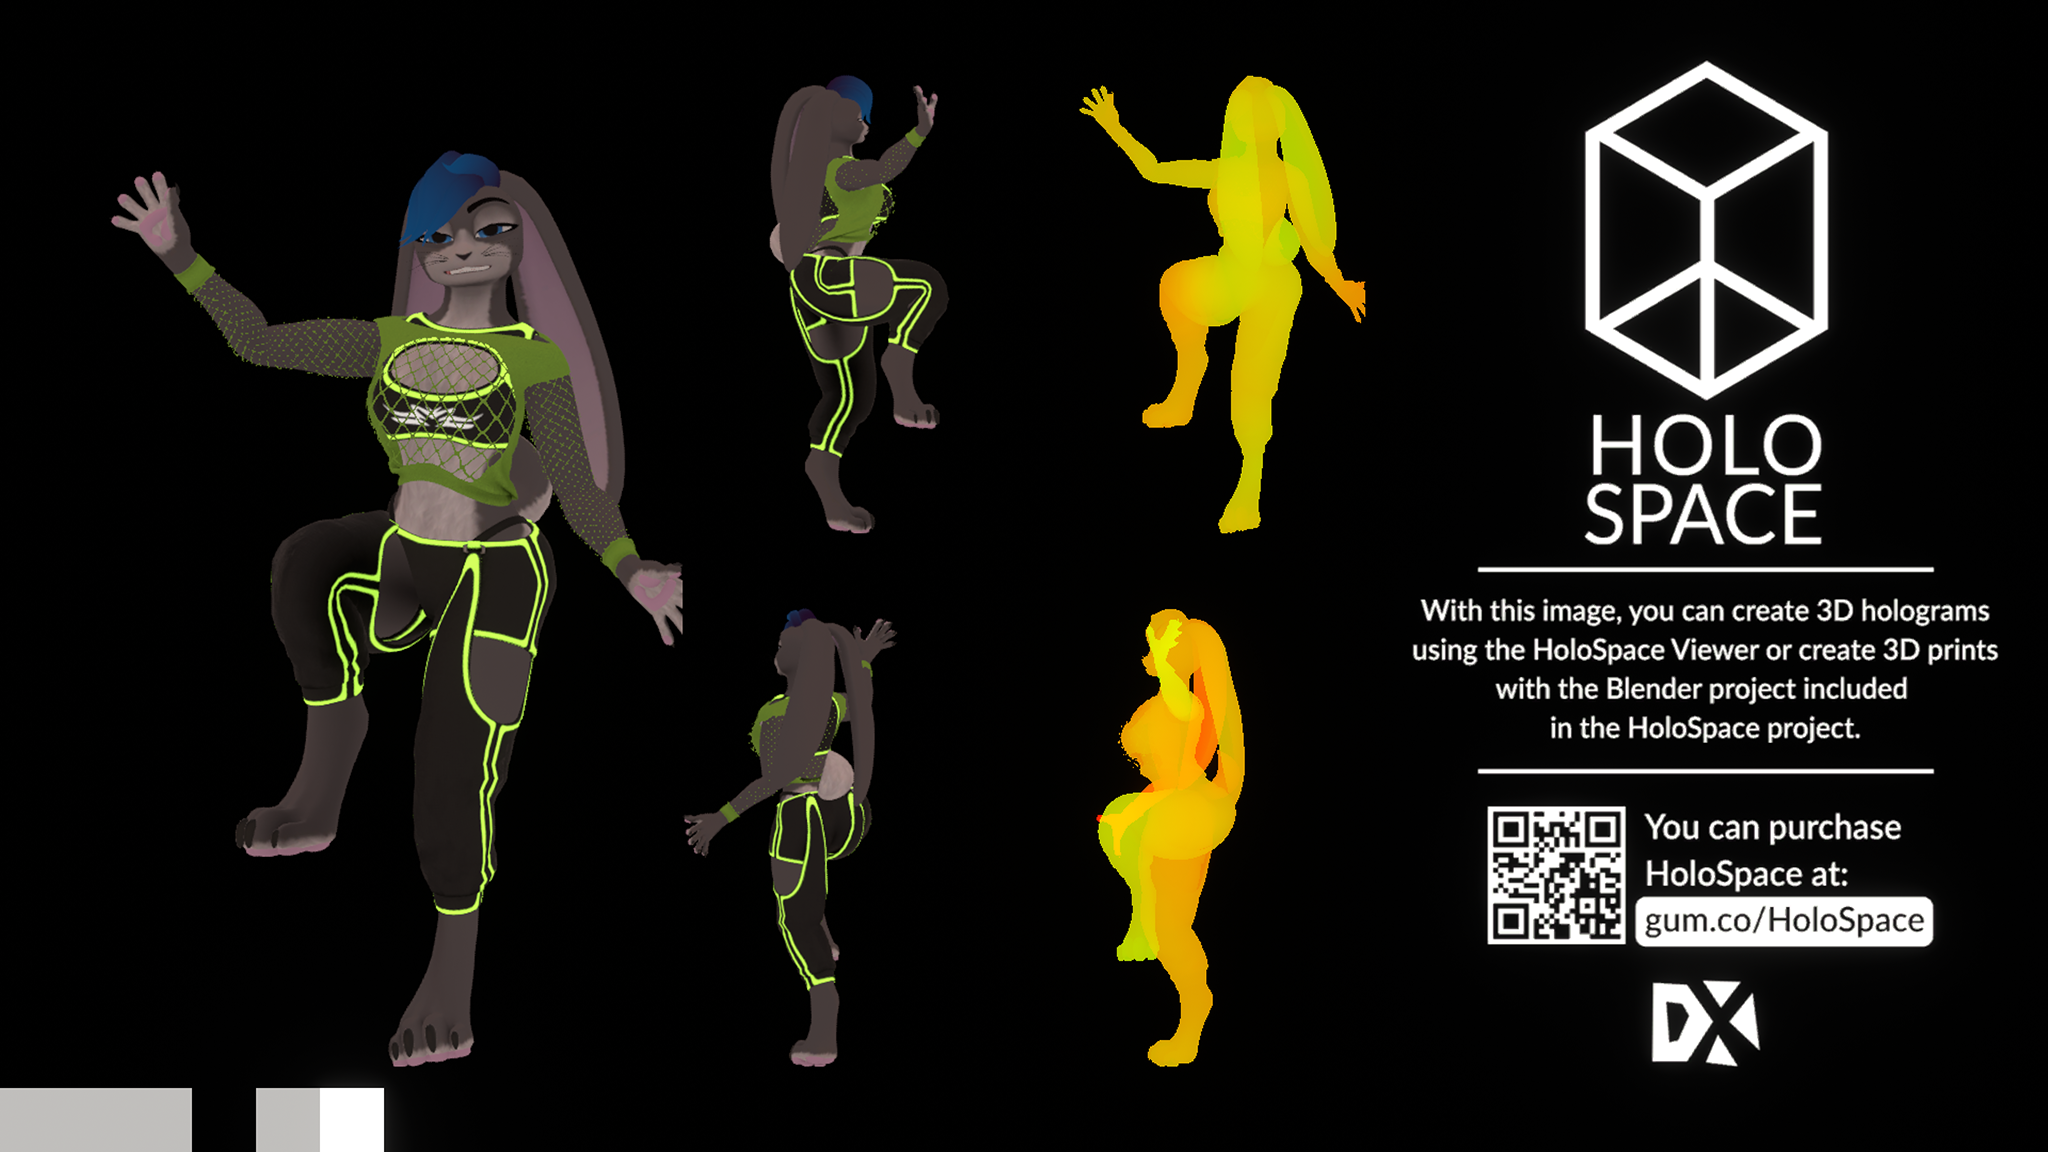 HOLO
SPACE
With this image, you can create 3D holograms
using the HoloSpace Viewer or create 3D prints
with the Blender project included
in the HoloSpace project.
You can purchase
HoloSpace at:
gum.co/HoloSpace
DX